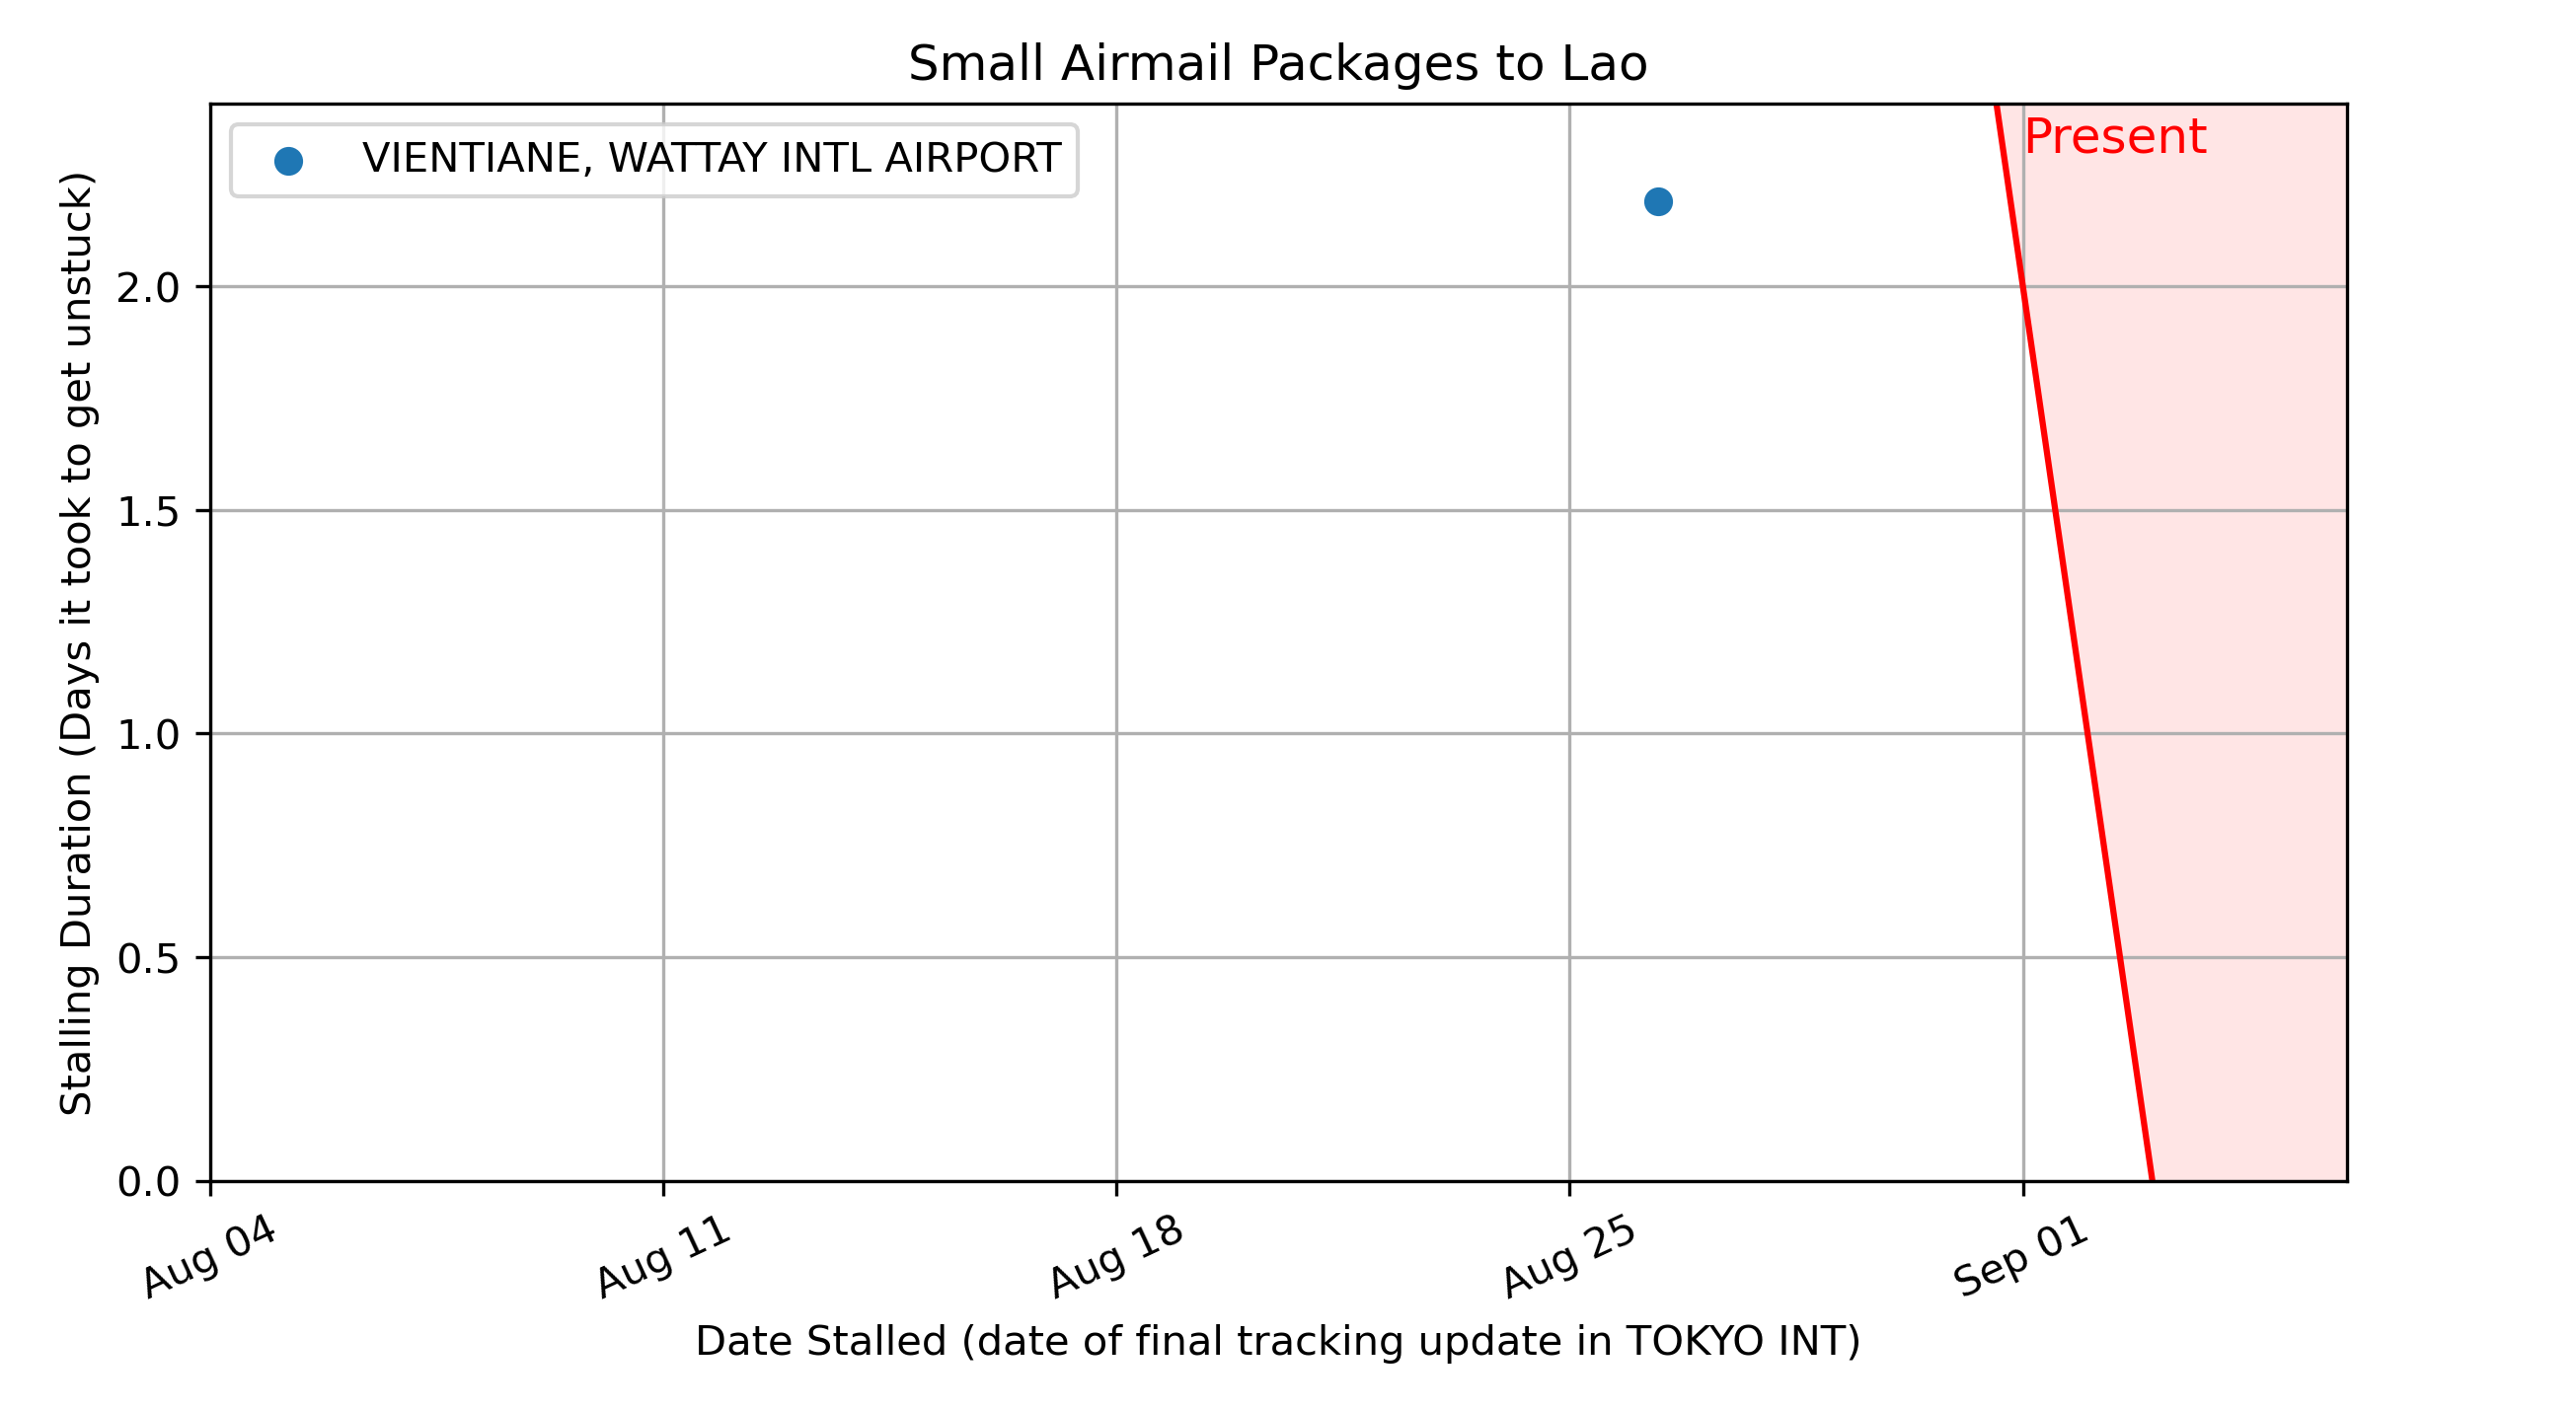 Small Airmail Packages to Lao
VIENTIANE, WATTAY INTL AIRPORT
Present
Stalling Duration (Days it took to get unstuck)
2.0
1.5
1.0
0.5
0.0
Aug 04
Aug 11
Aug 18
Aug 25
Sep 01
Date Stalled (date of final tracking update in TOKYO INT)